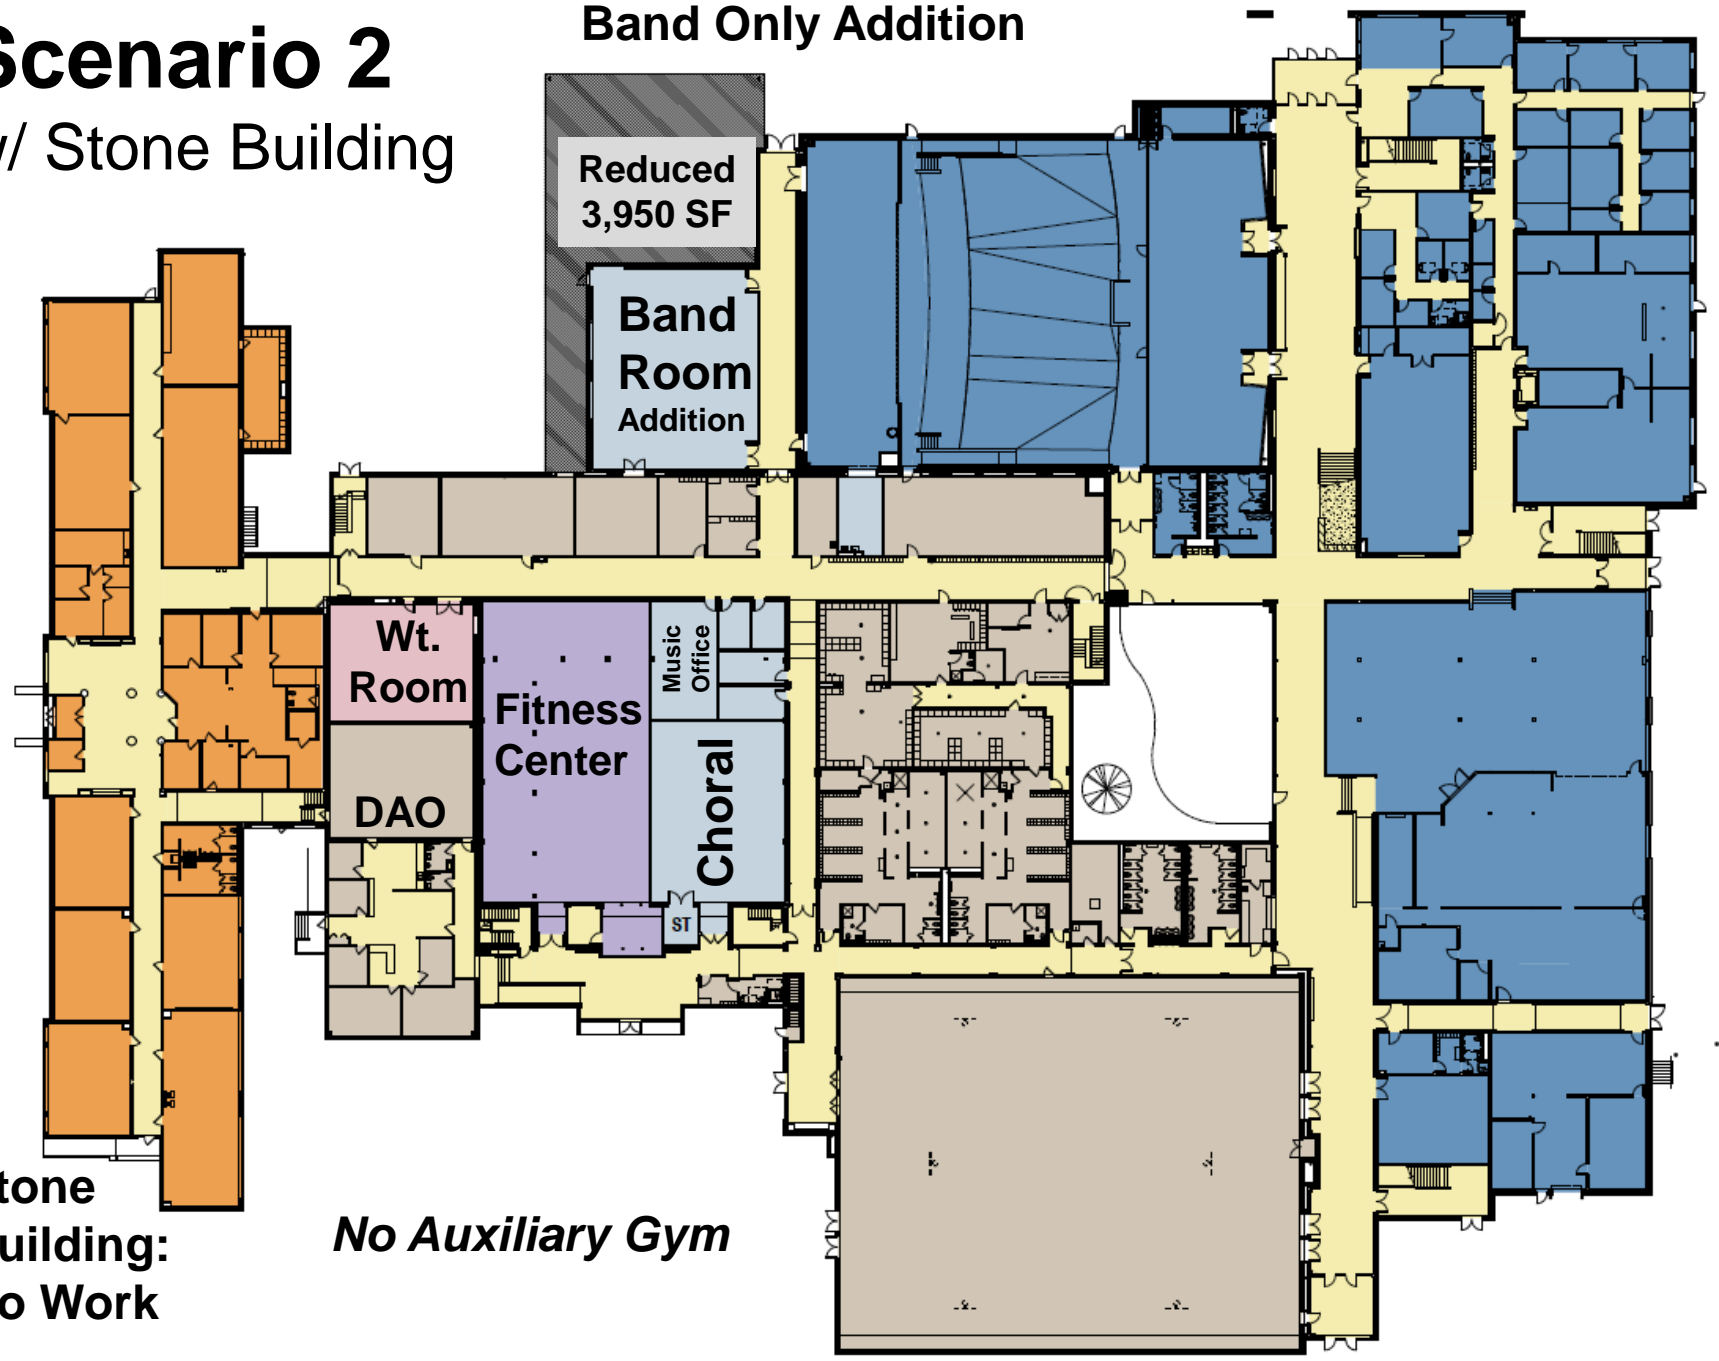 Band Only Addition
Scenario 2
w/ Stone Building
Reduced
3,950 SF
Band
Room
Addition
Wt.
Room
Music
Office
Fitness
Center
Choral
DAO
ST
tone
uilding:
o Work
No Auxiliary Gym